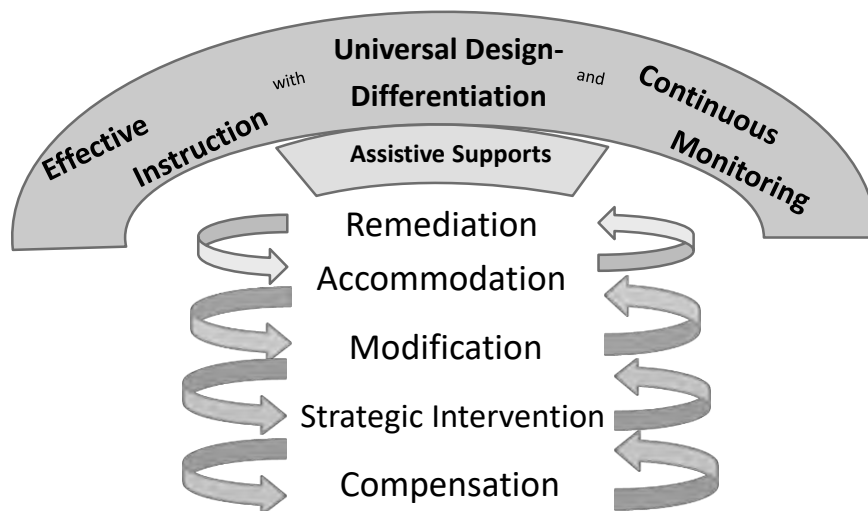 Effective
Instruction
with
Universal Design-
Differentiation
and
Continuous
Monitoring
Assistive Supports
Remediation
Accommodation
Modification
Strategic Intervention
Compensation